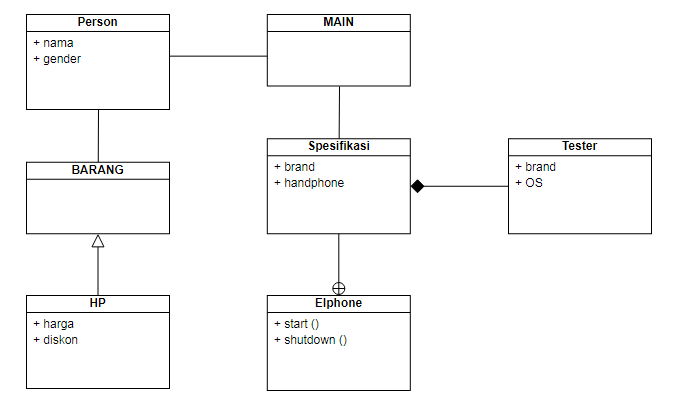 Person
+ nama
+ gender
MAIN
BARANG
Spesifikasi
+ brand
+ handphone
Tester
+ brand
+ OS
HP
+ harga
+ diskon
Elphone
+ start ()
+ shutdown ()